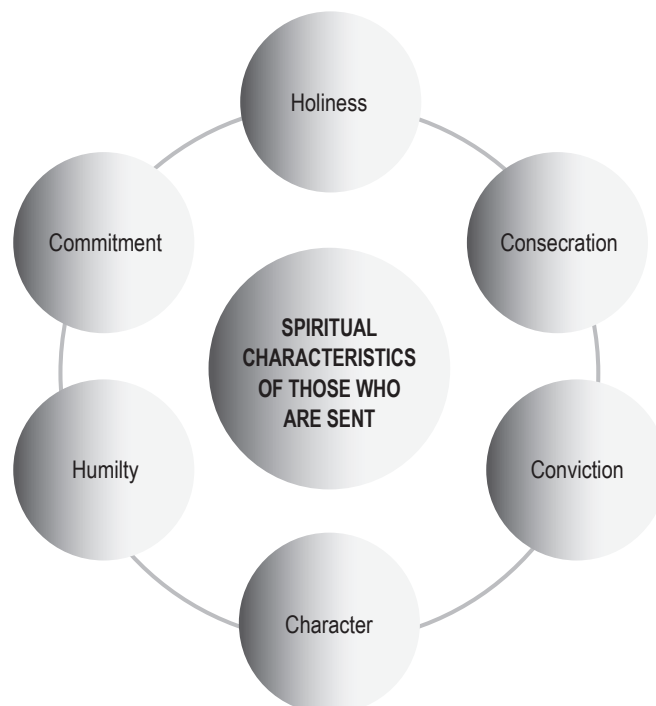 Holiness
Consecration
Conviction
Character
Humilty
Commitment
SPIRITUAL
CHARACTERISTICS
OF THOSE WHO
ARE SENT